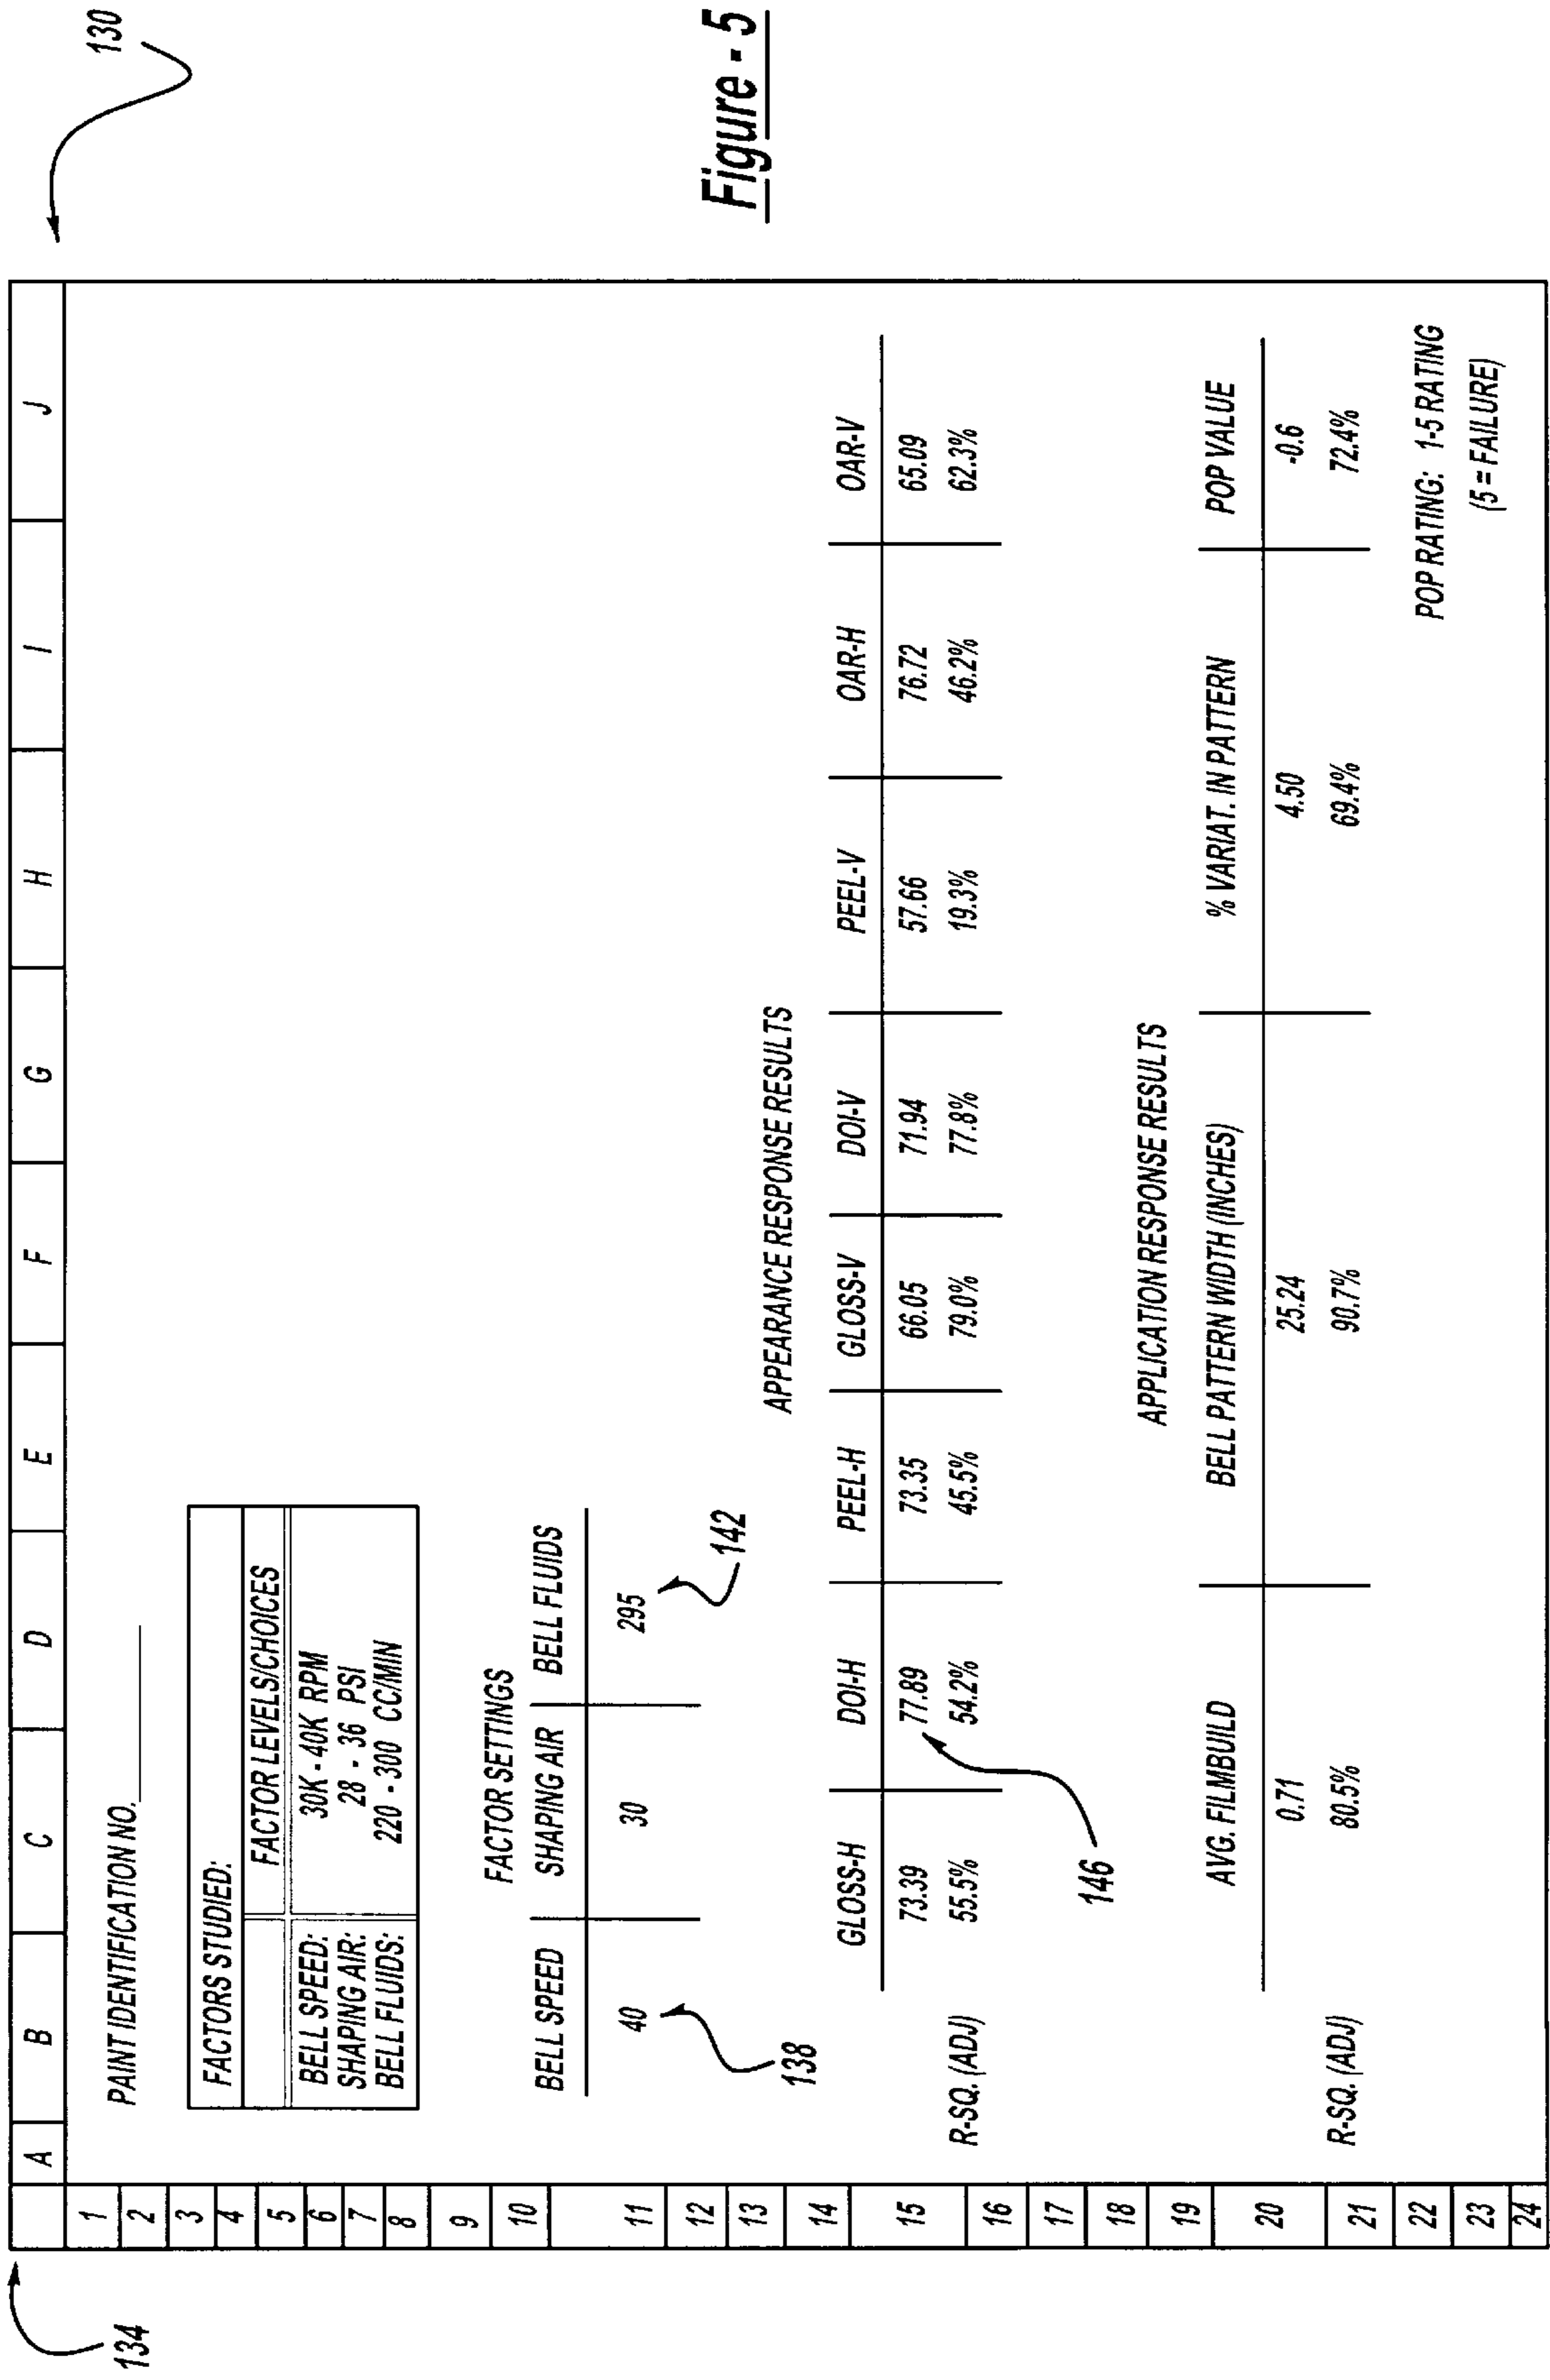 130
134
A B C D E F G H I J
1
2
3
4
5
6
7
8
9
10
11
12
13
14
15
16
17
18
19
20
21
22
23
24
PAINT IDENTIFICATION NO.
FACTORS STUDIED:
FACTOR LEVELS/CHOICES
BELL SPEED: 30K - 40K RPM
SHAPING AIR: 28 - 36 PSI
BELL FLUIDS: 220 - 300 CC/MIN
FACTOR SETTINGS
BELL SPEED SHAPING AIR BELL FLUIDS
40 30 295
138
142
APPEARANCE RESPONSE RESULTS
GLOSS-H DOI-H PEEL-H GLOSS-V DOI-V PEEL-V OAR-H OAR-V
73.39 77.89 73.35 66.05 71.94 57.66 76.72 65.09
R-SQ. (ADJ) 55.5% 54.2% 45.5% 79.0% 77.8% 19.3% 46.2% 62.3%
146
APPLICATION RESPONSE RESULTS
AVG. FILMBUILD BELL PATTERN WIDTH (INCHES) % VARIAT. IN PATTERN POP VALUE
0.71 25.24 4.50 -0.6
R-SQ. (ADJ) 80.5% 90.7% 69.4% 72.4%
POP RATING: 1-5 RATING
(5 = FAILURE)
Figure - 5